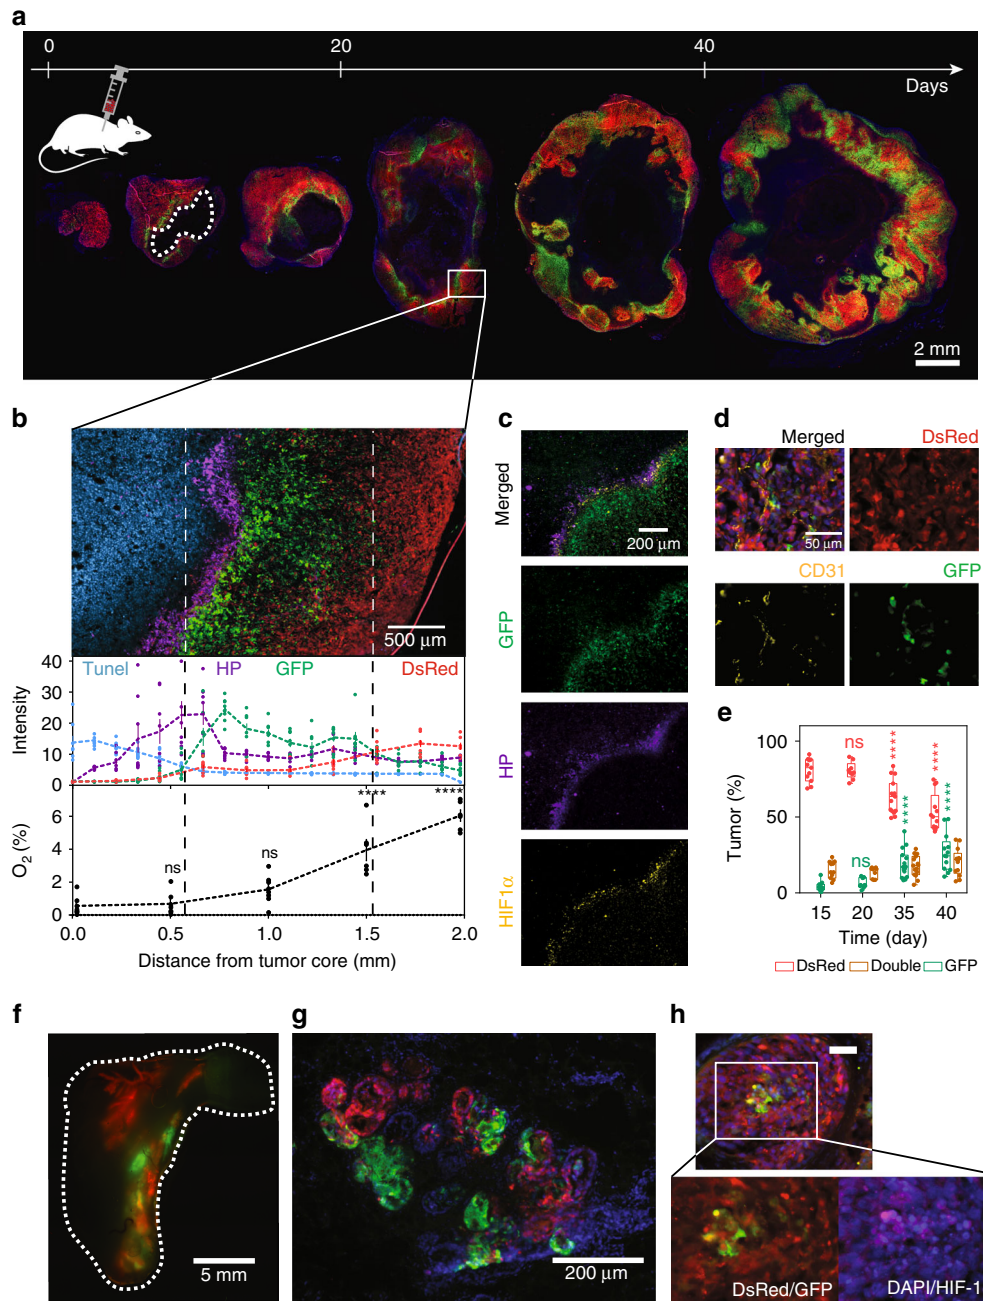 a
0 20 40
Days
2 mm
b
500 µm
Tunel HP GFP DsRed
Intensity
40
30
20
10
0
**** ****
ns ns
O2 (%)
6
4
2
0
0.0 0.5 1.0 1.5 2.0
Distance from tumor core (mm)
c
Merged
200 µm
GFP
HP
HIF1α
d
Merged DsRed
50 µm
CD31 GFP
e
Tumor (%)
100
50
0
ns **** ****
ns **** ****
15 20 35 40
Time (day)
DsRed Double GFP
f
5 mm
g
200 µm
h
DsRed/GFP DAPI/HIF-1